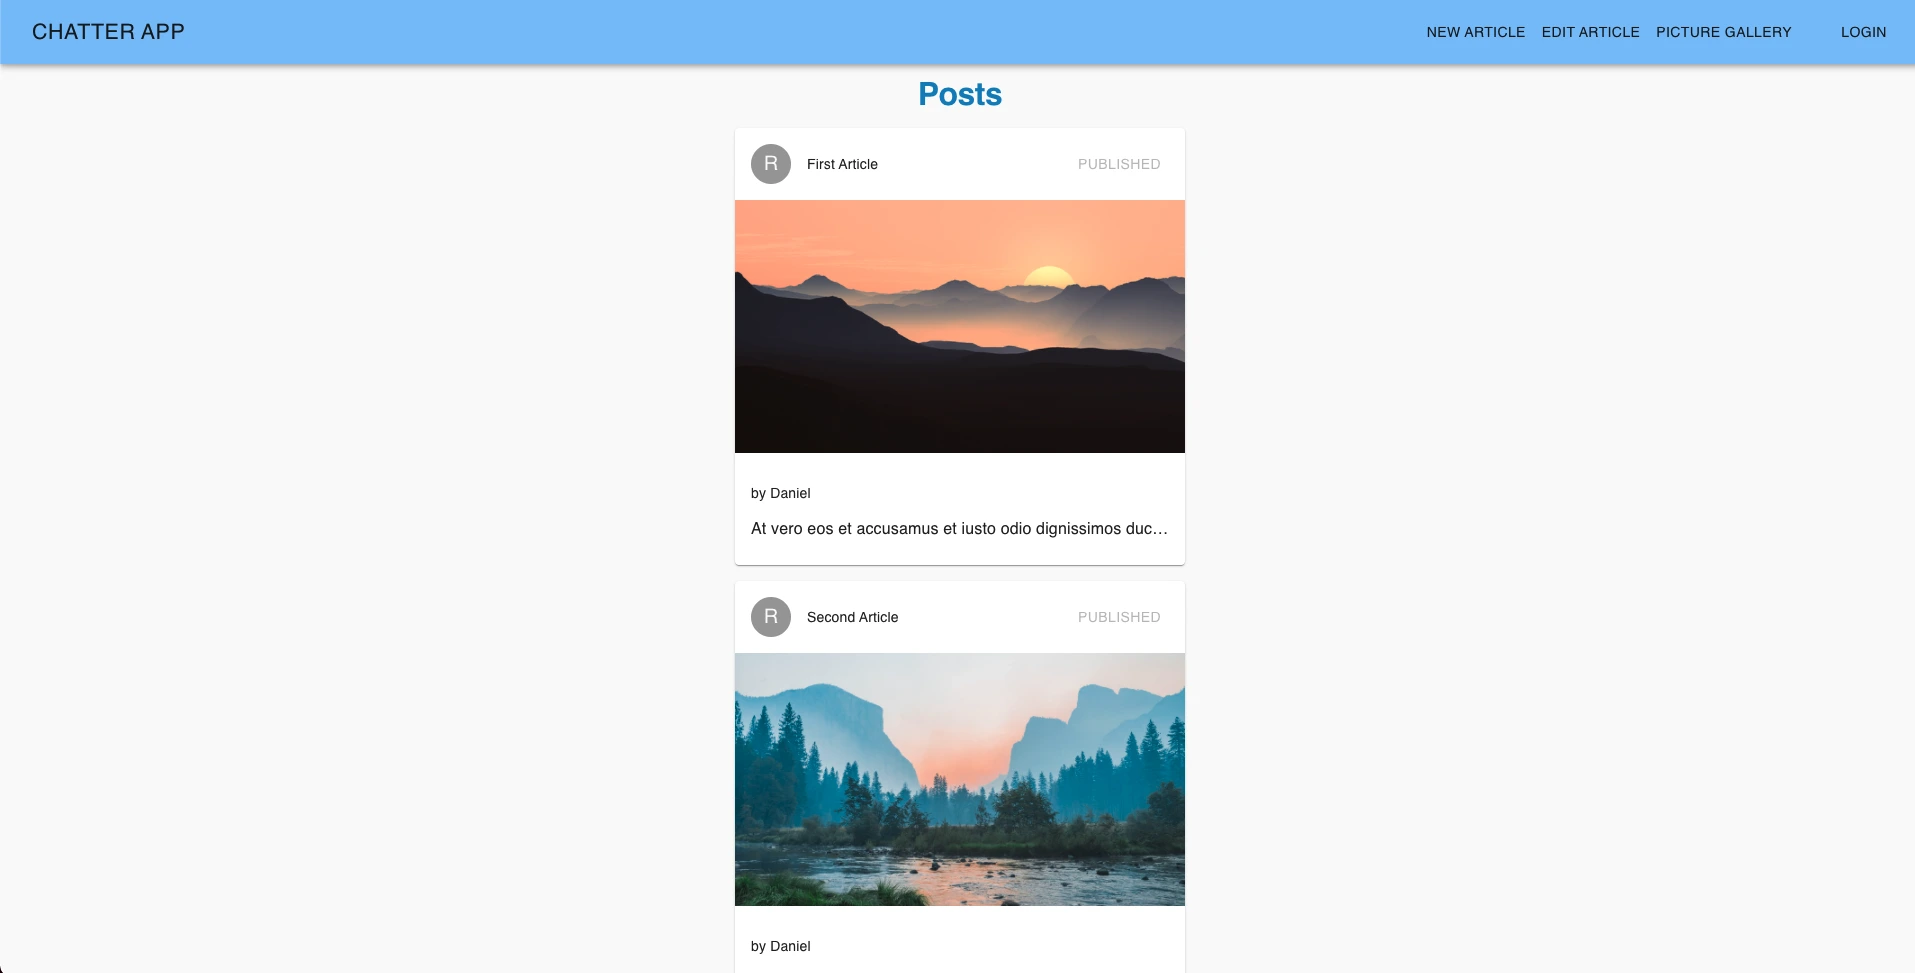 CHATTER APP
NEW ARTICLE EDIT ARTICLE PICTURE GALLERY LOGIN
Posts
R First Article PUBLISHED
by Daniel
At vero eos et accusamus et iusto odio dignissimos duc…
R Second Article PUBLISHED
by Daniel